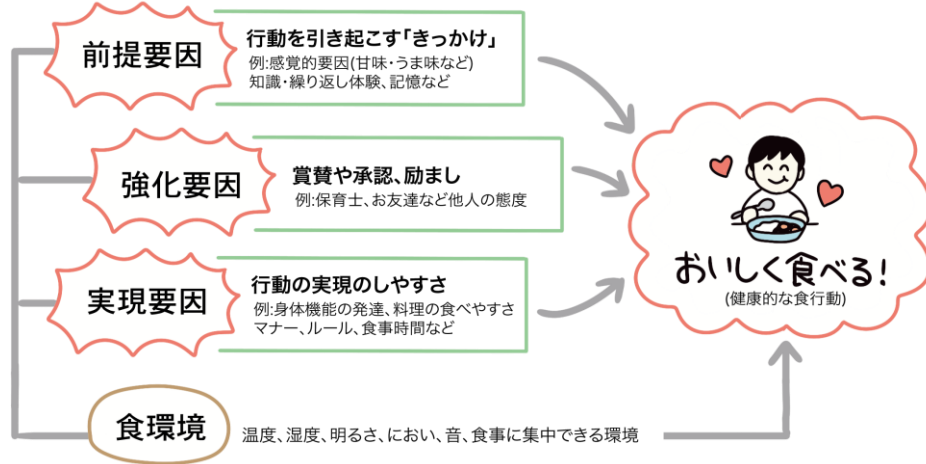 前提要因
行動を引き起こす「きっかけ」
例:感覚的要因(甘味・うま味など)
知識・繰り返し体験、記憶など
強化要因
賞賛や承認、励まし
例:保育士、お友達など他人の態度
実現要因
行動の実現のしやすさ
例:身体機能の発達、料理の食べやすさ
マナー、ルール、食事時間など
食環境
温度、湿度、明るさ、におい、音、食事に集中できる環境
おいしく食べる!
(健康的な食行動)